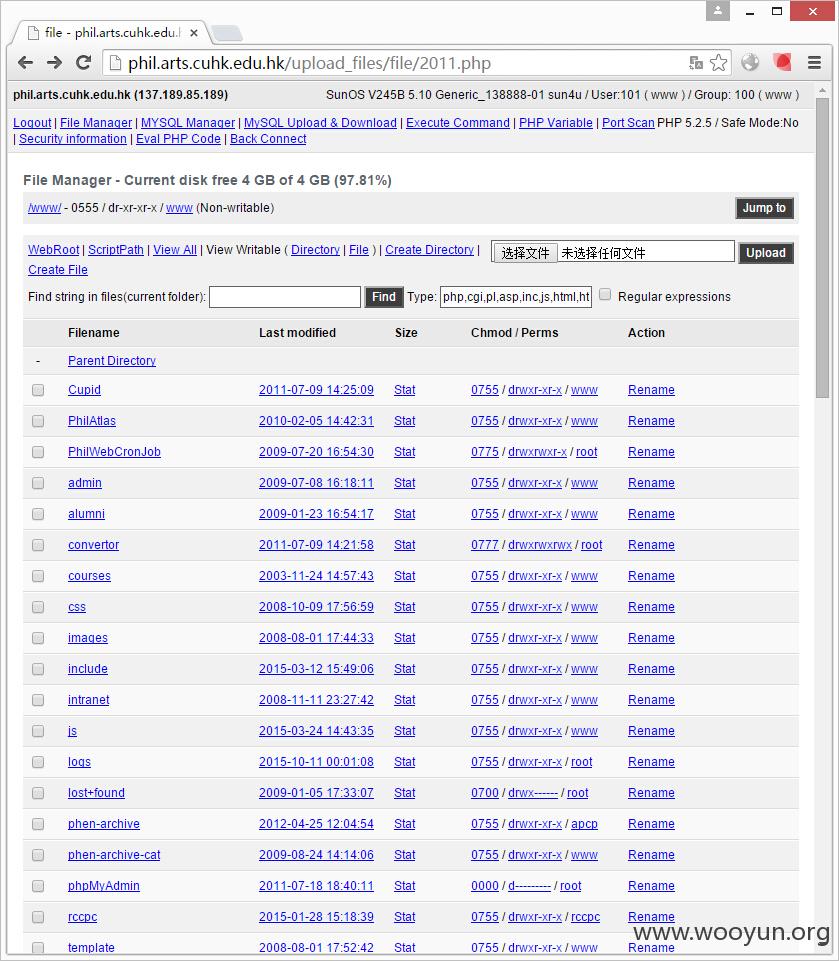 file - phil.arts.cuhk.edu.h
phil.arts.cuhk.edu.hk/upload_files/file/2011.php
phil.arts.cuhk.edu.hk (137.189.85.189) SunOS V245B 5.10 Generic_138888-01 sun4u / User:101 ( www ) / Group: 100 ( www )
Logout | File Manager | MYSQL Manager | MySQL Upload & Download | Execute Command | PHP Variable | Port Scan PHP 5.2.5 / Safe Mode:No
| Security information | Eval PHP Code | Back Connect
File Manager - Current disk free 4 GB of 4 GB (97.81%)
/www/ - 0555 / dr-xr-xr-x / www (Non-writable) Jump to
WebRoot | ScriptPath | View All | View Writable ( Directory | File ) | Create Directory | 选择文件 未选择任何文件 Upload
Create File
Find string in files(current folder): Find Type: php,cgi,pl,asp,inc,js,html,ht Regular expressions
Filename Last modified Size Chmod / Perms Action
- Parent Directory
Cupid 2011-07-09 14:25:09 Stat 0755 / drwxr-xr-x / www Rename
PhilAtlas 2010-02-05 14:42:31 Stat 0755 / drwxr-xr-x / www Rename
PhilWebCronJob 2009-07-20 16:54:30 Stat 0775 / drwxrwxr-x / root Rename
admin 2009-07-08 16:18:11 Stat 0755 / drwxr-xr-x / www Rename
alumni 2009-01-23 16:54:17 Stat 0755 / drwxr-xr-x / www Rename
convertor 2011-07-09 14:21:58 Stat 0777 / drwxrwxrwx / root Rename
courses 2003-11-24 14:57:43 Stat 0755 / drwxr-xr-x / www Rename
css 2008-10-09 17:56:59 Stat 0755 / drwxr-xr-x / www Rename
images 2008-08-01 17:44:33 Stat 0755 / drwxr-xr-x / www Rename
include 2015-03-12 15:49:06 Stat 0755 / drwxr-xr-x / www Rename
intranet 2008-11-11 23:27:42 Stat 0755 / drwxr-xr-x / www Rename
js 2015-03-24 14:43:35 Stat 0755 / drwxr-xr-x / www Rename
logs 2015-10-11 00:01:08 Stat 0755 / drwxr-xr-x / root Rename
lost+found 2009-01-05 17:33:07 Stat 0700 / drwx------ / root Rename
phen-archive 2012-04-25 12:04:54 Stat 0755 / drwxr-xr-x / apcp Rename
phen-archive-cat 2009-08-24 14:14:06 Stat 0755 / drwxr-xr-x / www Rename
phpMyAdmin 2011-07-18 18:40:11 Stat 0000 / d--------- / root Rename
rccpc 2015-01-28 15:18:39 Stat 0755 / drwxr-xr-x / rccpc Rename
template 2008-08-01 17:52:42 Stat 0755 / drwxr-xr-x / www Rename
www.wooyun.org